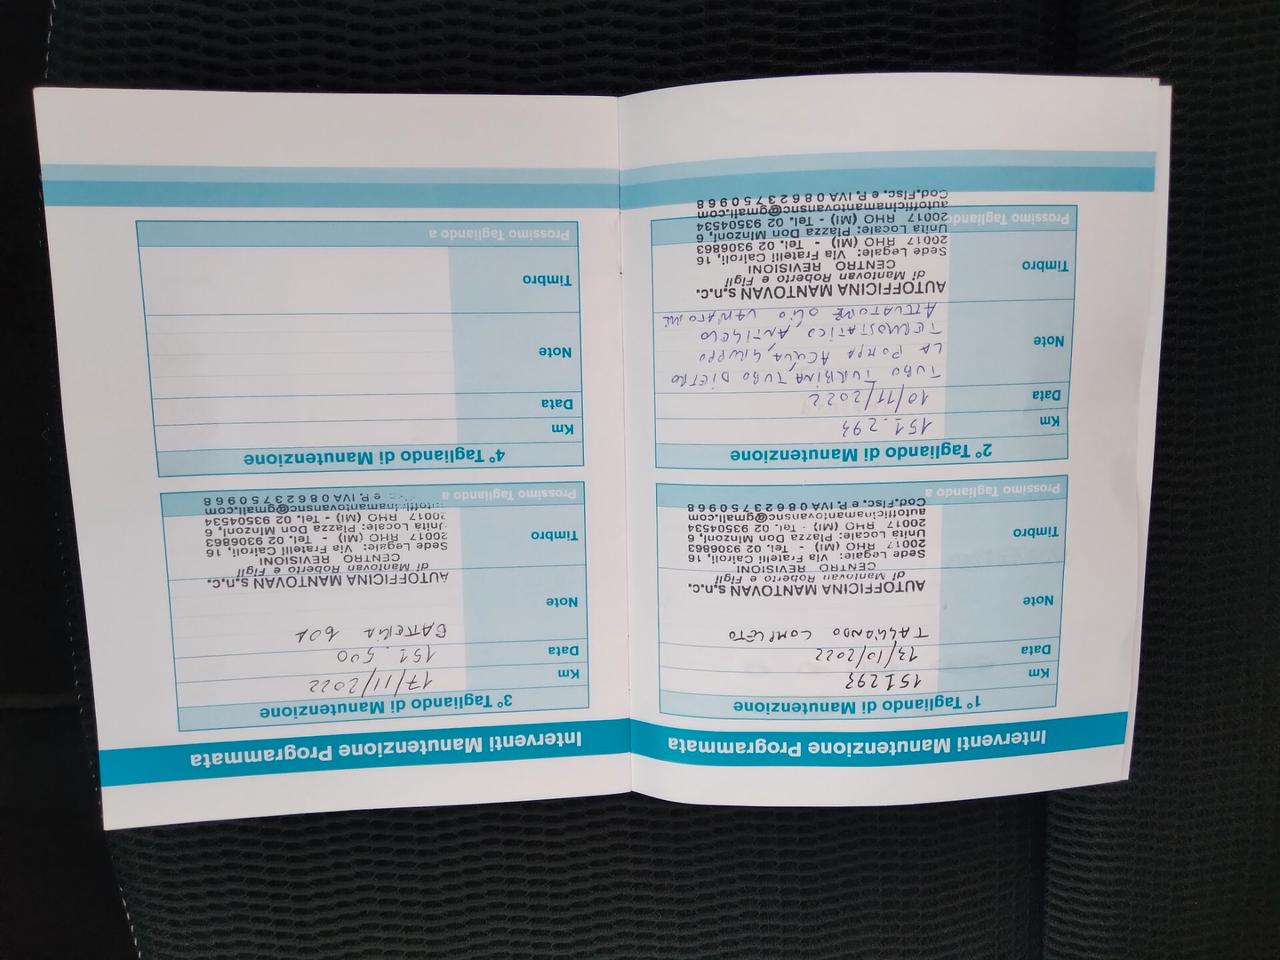 Interventi Manutenzione Programmata
1° Tagliando di Manutenzione
Km 151293
Data 13/10/2022
Note TAGLIANDO COMPLETO
AUTOFFICINA MANTOVAN s.n.c.
di Mantovan Roberto e Figli
CENTRO REVISIONI
Timbro
Sede Legale: Via Fratelli Cairoli, 16
20017 RHO (MI) - Tel. 02 9306863
Unità Locale: Piazza Don Minzoni, 6
20017 RHO (MI) - Tel. 02 93504534
autofficinamantovansnc@gmail.com
Cod.Fisc. e P. IVA 08623750968
Prossimo Tagliando a
2° Tagliando di Manutenzione
Km 151.293
Data 10/11/2022
Note
TUBO TURBINA, TUBO DIETRO
LA POMPA ACQUA, GRUPPO
TERMOSTATICO, ANTIGELO
ATTUATORE OLIO
AUTOFFICINA MANTOVAN s.n.c.
di Mantovan Roberto e Figli
CENTRO REVISIONI
Timbro
Sede Legale: Via Fratelli Cairoli, 16
20017 RHO (MI) - Tel. 02 9306863
Unità Locale: Piazza Don Minzoni, 6
20017 RHO (MI) - Tel. 02 93504534
autofficinamantovansnc@gmail.com
Cod.Fisc. e P. IVA 08623750968
Prossimo Tagliando
Interventi Manutenzione Programmata
3° Tagliando di Manutenzione
Km 17/11/2022
Data 151.500
Note BATTERIA 60A
AUTOFFICINA MANTOVAN s.n.c.
di Mantovan Roberto e Figli
CENTRO REVISIONI
Timbro
Sede Legale: Via Fratelli Cairoli, 16
20017 RHO (MI) - Tel. 02 9306863
Unità Locale: Piazza Don Minzoni, 6
20017 RHO (MI) - Tel. 02 93504534
autofficinamantovansnc@gmail.com
e P. IVA 08623750968
Prossimo Tagliando a
4° Tagliando di Manutenzione
Km
Data
Note
Timbro
Prossimo Tagliando a